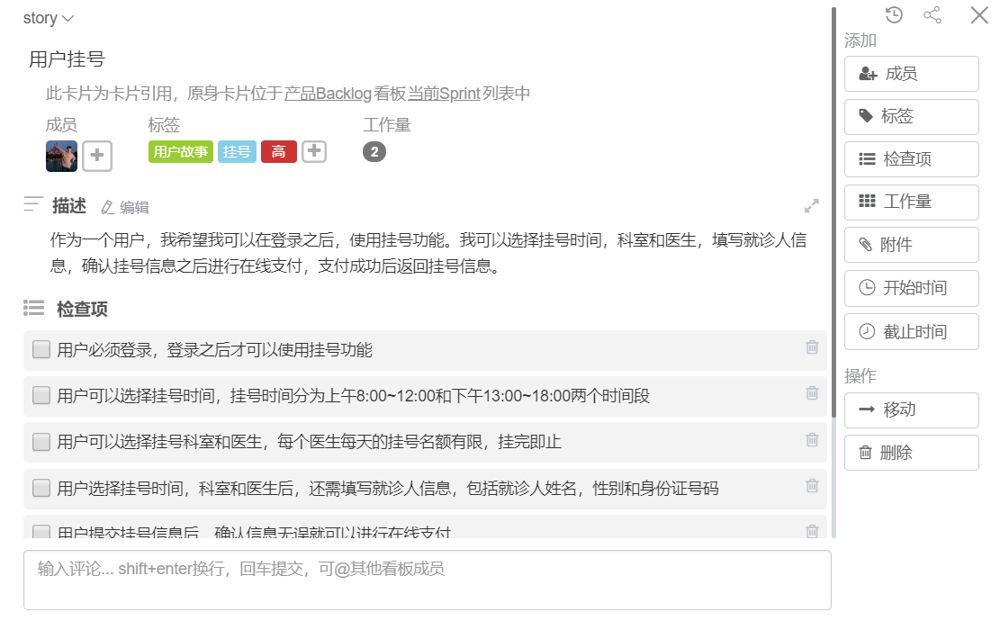 story
用户挂号
此卡片为卡片引用，原身卡片位于产品Backlog看板当前Sprint列表中
成员 标签 工作量
用户故事 挂号 高 2
描述 编辑
作为一个用户，我希望我可以在登录之后，使用挂号功能。我可以选择挂号时间，科室和医生，填写就诊人信
息，确认挂号信息之后进行在线支付，支付成功后返回挂号信息。
检查项
用户必须登录，登录之后才可以使用挂号功能
用户可以选择挂号时间，挂号时间分为上午8:00~12:00和下午13:00~18:00两个时间段
用户可以选择挂号科室和医生，每个医生每天的挂号名额有限，挂完即止
用户选择挂号时间，科室和医生后，还需填写就诊人信息，包括就诊人姓名，性别和身份证号码
用户提交挂号信息后，确认信息无误就可以进行在线支付
输入评论... shift+enter换行，回车提交，可@其他看板成员
添加
成员
标签
检查项
工作量
附件
开始时间
截止时间
操作
移动
删除